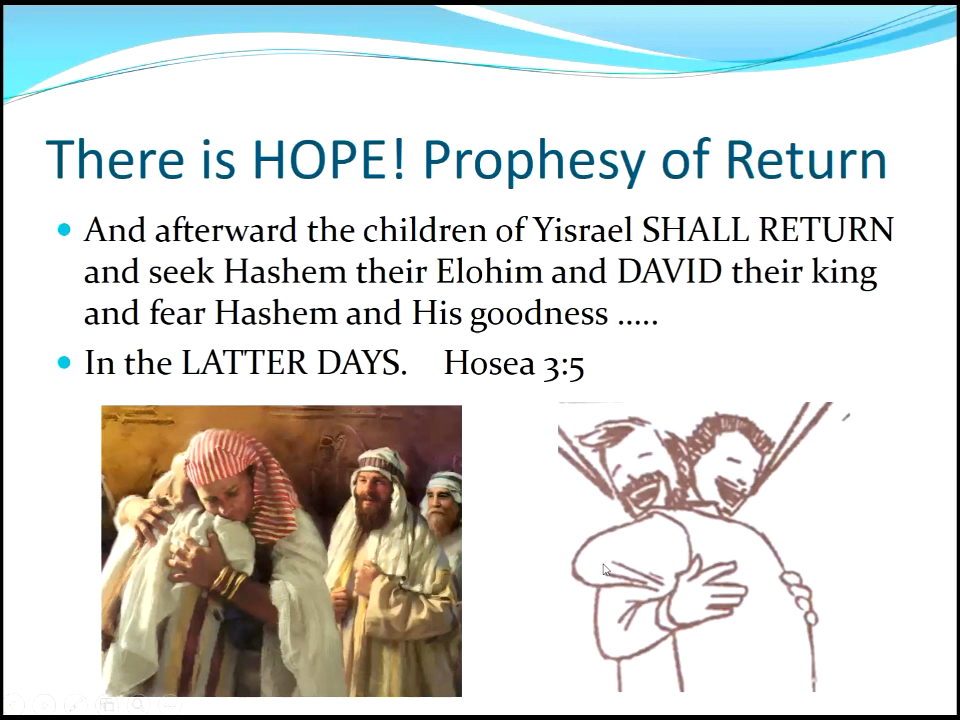 There is HOPE! Prophesy of Return
And afterward the children of Yisrael SHALL RETURN
and seek Hashem their Elohim and DAVID their king
and fear Hashem and His goodness .....
In the LATTER DAYS. Hosea 3:5